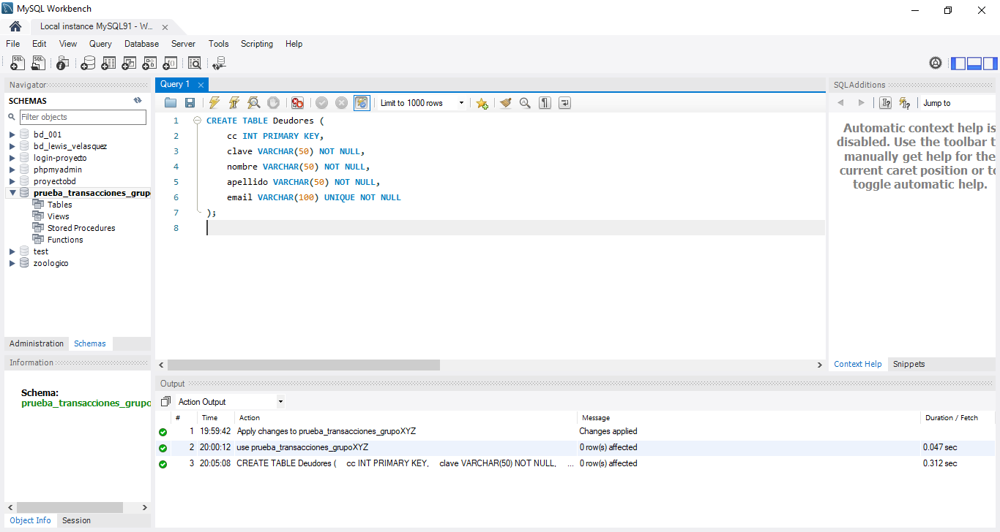 MySQL Workbench
Local instance MySQL91 - W...
File Edit View Query Database Server Tools Scripting Help
Navigator
SCHEMAS
Filter objects
bd_001
bd_lewis_velasquez
login-proyecto
phpmyadmin
proyectobd
prueba_transacciones_grup
Tables
Views
Stored Procedures
Functions
test
zoologico
Administration Schemas
Information
Schema:
prueba_transacciones_grupo
Object Info Session
Query 1
Limit to 1000 rows
1 CREATE TABLE Deudores (
2 cc INT PRIMARY KEY,
3 clave VARCHAR(50) NOT NULL,
4 nombre VARCHAR(50) NOT NULL,
5 apellido VARCHAR(50) NOT NULL,
6 email VARCHAR(100) UNIQUE NOT NULL
7 );
8
SQLAdditions
Jump to
Automatic context help is
disabled. Use the toolbar t
manually get help for the
current caret position or to
toggle automatic help.
Context Help Snippets
Output
Action Output
# Time Action Message Duration / Fetch
1 19:59:42 Apply changes to prueba_transacciones_grupoXYZ Changes applied
2 20:00:12 use prueba_transacciones_grupoXYZ 0 row(s) affected 0.047 sec
3 20:05:08 CREATE TABLE Deudores ( cc INT PRIMARY KEY, clave VARCHAR(50) NOT NULL, ... 0 row(s) affected 0.312 sec